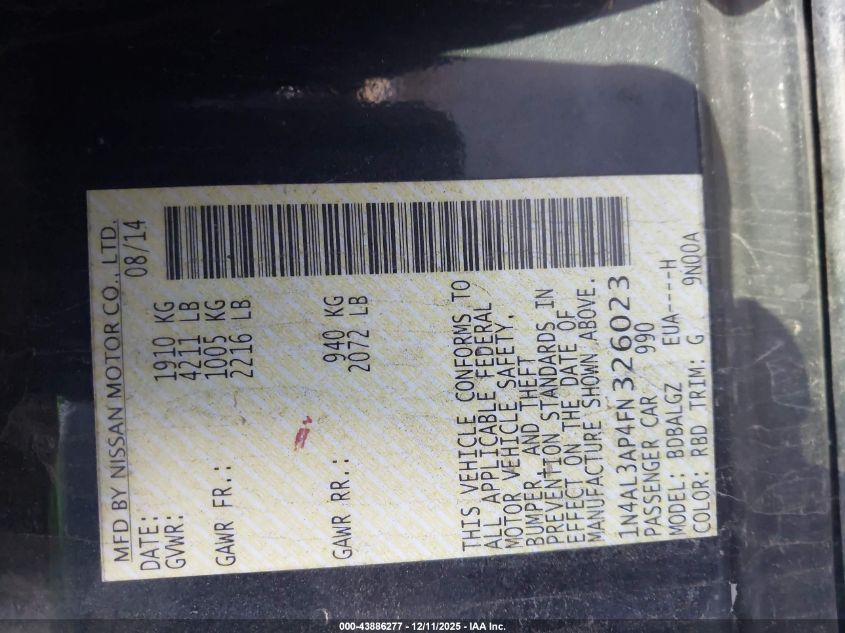 MFD BY NISSAN MOTOR CO., LTD.
DATE: 08/14
GVWR: 1910 KG
4211 LB
GAWR FR.: 1005 KG
2216 LB
GAWR RR.: 940 KG
2072 LB
THIS VEHICLE CONFORMS TO
ALL APPLICABLE FEDERAL
MOTOR VEHICLE SAFETY,
BUMPER, AND THEFT
PREVENTION STANDARDS IN
EFFECT ON THE DATE OF
MANUFACTURE SHOWN ABOVE.
1N4AL3AP4FN326023
PASSENGER CAR 990
MODEL: BDBALGZ EUA----H
COLOR: RBD TRIM: G 9N00A
000-43886277 - 12/11/2025 - IAA Inc.